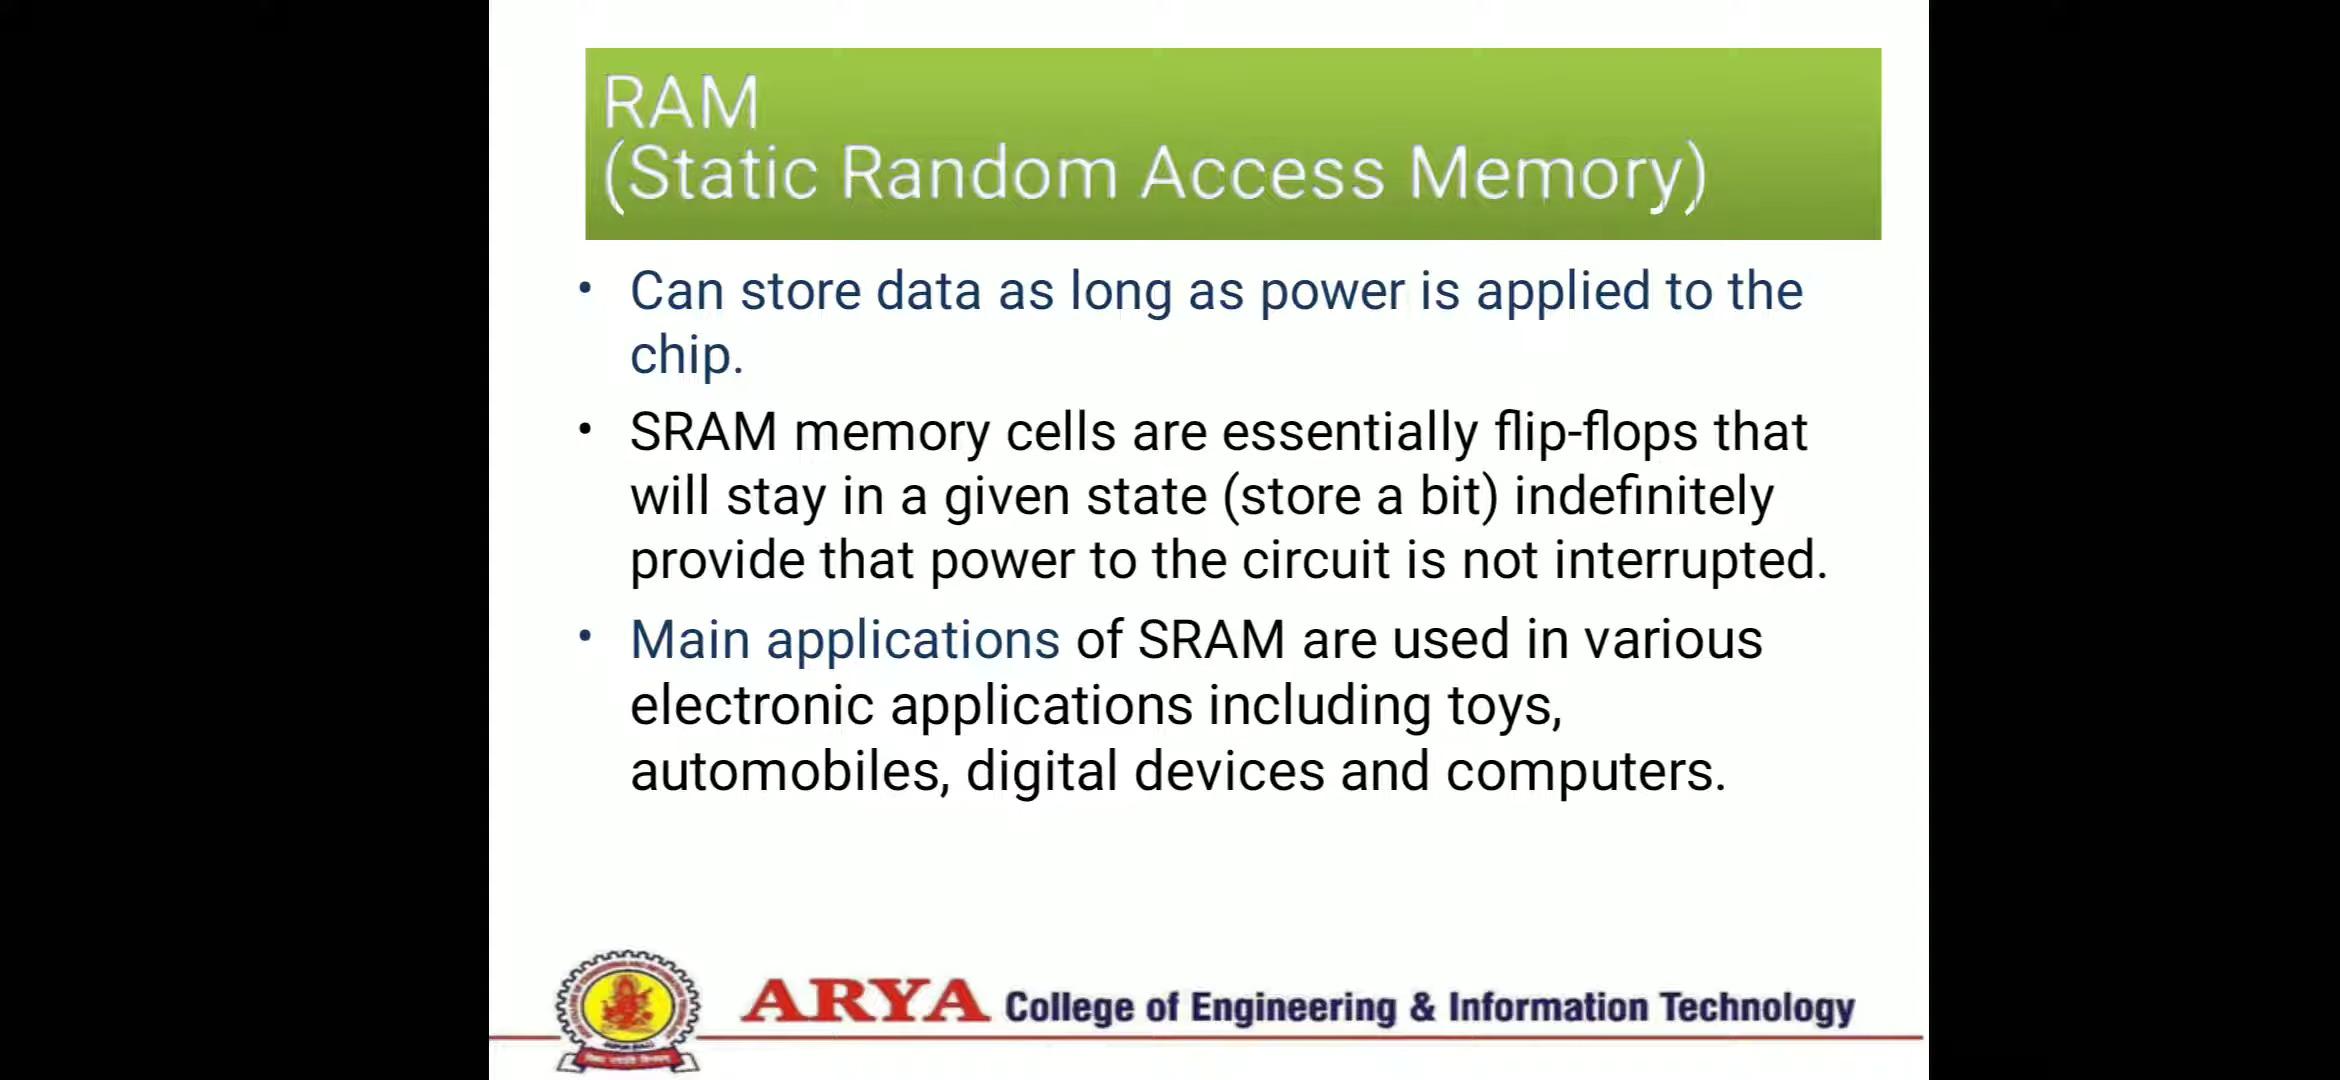 RAM
(Static Random Access Memory)
• Can store data as long as power is applied to the
chip.
• SRAM memory cells are essentially flip-flops that
will stay in a given state (store a bit) indefinitely
provide that power to the circuit is not interrupted.
• Main applications of SRAM are used in various
electronic applications including toys,
automobiles, digital devices and computers.
ARYA College of Engineering & Information Technology